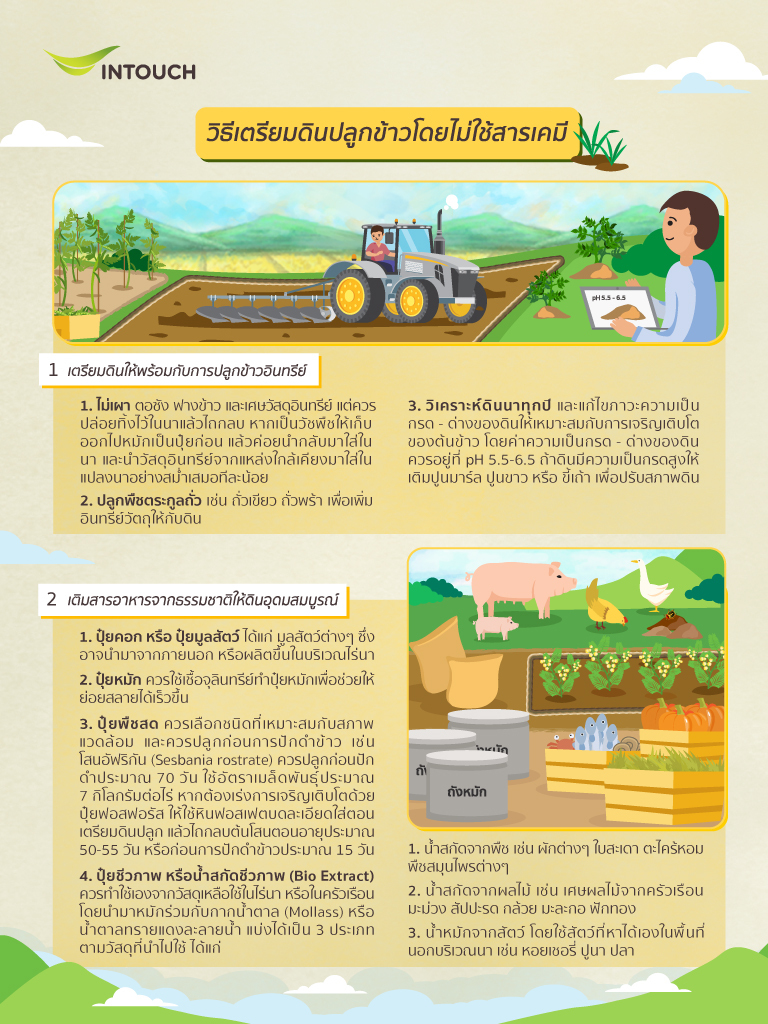 INTOUCH
วิธีเตรียมดินปลูกข้าวโดยไม่ใช้สารเคมี
pH 5.5 - 6.5
1 เตรียมดินให้พร้อมกับการปลูกข้าวอินทรีย์
1. ไม่เผา ตอซัง ฟางข้าว และเศษวัสดุอินทรีย์ แต่ควร
ปล่อยทิ้งไว้ในนาแล้วไถกลบ หากเป็นวัชพืชให้เก็บ
ออกไปหมักเป็นปุ๋ยก่อน แล้วค่อยนำกลับมาใส่ใน
นา และนำวัสดุอินทรีย์จากแหล่งใกล้เคียงมาใส่ใน
แปลงนาอย่างสม่ำเสมอทีละน้อย
2. ปลูกพืชตระกูลถั่ว เช่น ถั่วเขียว ถั่วพร้า เพื่อเพิ่ม
อินทรีย์วัตถุให้กับดิน
3. วิเคราะห์ดินนาทุกปี และแก้ไขภาวะความเป็น
กรด - ด่างของดินให้เหมาะสมกับการเจริญเติบโต
ของต้นข้าว โดยค่าความเป็นกรด - ด่างของดิน
ควรอยู่ที่ pH 5.5-6.5 ถ้าดินมีความเป็นกรดสูงให้
เติมปูนมาร์ล ปูนขาว หรือ ขี้เถ้า เพื่อปรับสภาพดิน
2 เติมสารอาหารจากธรรมชาติให้ดินอุดมสมบูรณ์
1. ปุ๋ยคอก หรือ ปุ๋ยมูลสัตว์ ได้แก่ มูลสัตว์ต่างๆ ซึ่ง
อาจนำมาจากภายนอก หรือผลิตขึ้นในบริเวณไร่นา
2. ปุ๋ยหมัก ควรใช้เชื้อจุลินทรีย์ทำปุ๋ยหมักเพื่อช่วยให้
ย่อยสลายได้เร็วขึ้น
3. ปุ๋ยพืชสด ควรเลือกชนิดที่เหมาะสมกับสภาพ
แวดล้อม และควรปลูกก่อนการปักดำข้าว เช่น
โสนอัฟริกัน (Sesbania rostrate) ควรปลูกก่อนปัก
ดำประมาณ 70 วัน ใช้อัตราเมล็ดพันธุ์ประมาณ
7 กิโลกรัมต่อไร่ หากต้องเร่งการเจริญเติบโตด้วย
ปุ๋ยฟอสฟอรัส ให้ใช้หินฟอสเฟตบดละเอียดใส่ตอน
เตรียมดินปลูก แล้วไถกลบต้นโสนตอนอายุประมาณ
50-55 วัน หรือก่อนการปักดำข้าวประมาณ 15 วัน
4. ปุ๋ยชีวภาพ หรือน้ำสกัดชีวภาพ (Bio Extract)
ควรทำใช้เองจากวัสดุเหลือใช้ในไร่นา หรือในครัวเรือน
โดยนำมาหมักร่วมกับกากน้ำตาล (Mollass) หรือ
น้ำตาลทรายแดงละลายน้ำ แบ่งได้เป็น 3 ประเภท
ตามวัสดุที่นำไปใช้ ได้แก่
ถังหมัก
1. น้ำสกัดจากพืช เช่น ผักต่างๆ ใบสะเดา ตะไคร้หอม
พืชสมุนไพรต่างๆ
2. น้ำสกัดจากผลไม้ เช่น เศษผลไม้จากครัวเรือน
มะม่วง สัปปะรด กล้วย มะละกอ ฟักทอง
3. น้ำหมักจากสัตว์ โดยใช้สัตว์ที่หาได้เองในพื้นที่
นอกบริเวณนา เช่น หอยเชอรี่ ปูนา ปลา